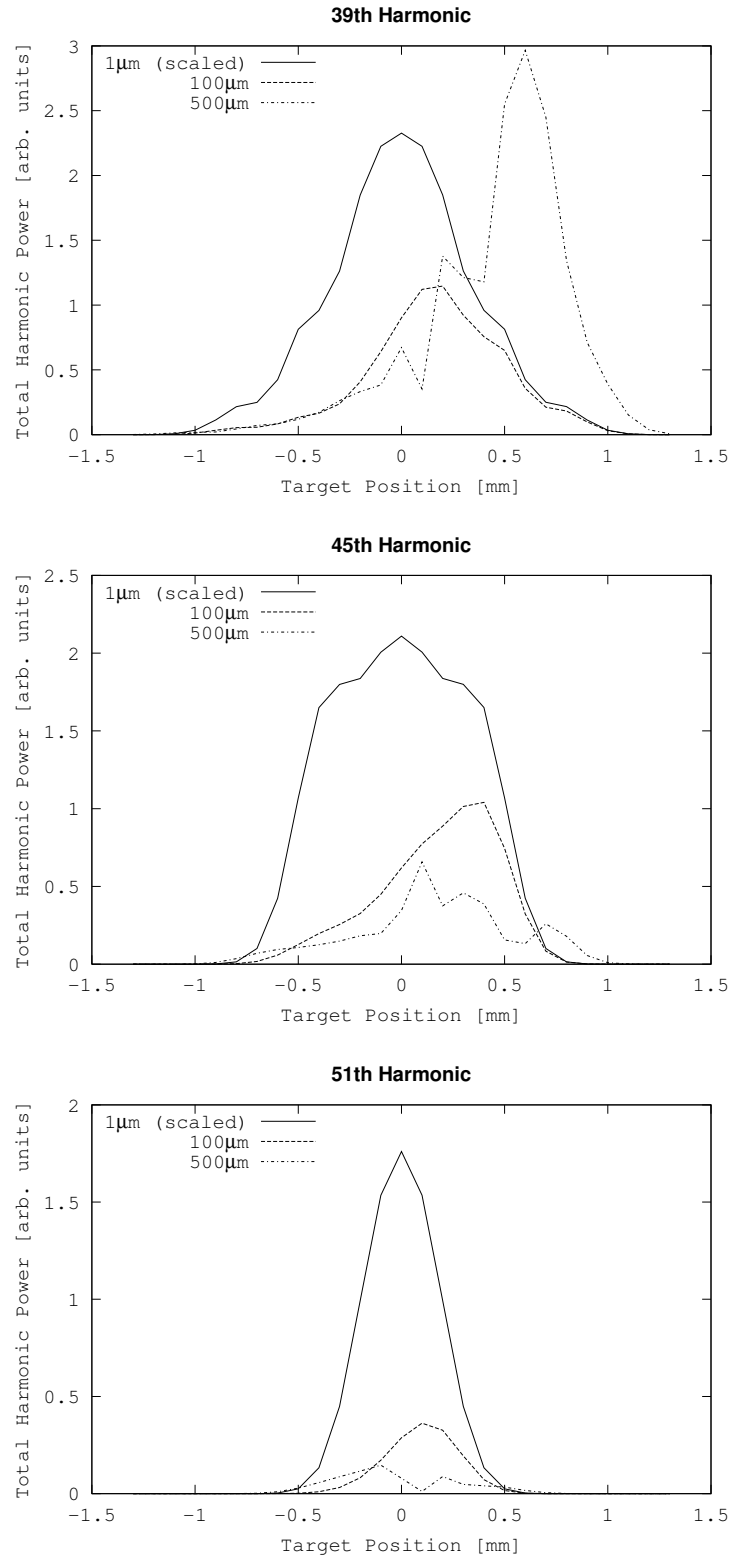 39th Harmonic
Total Harmonic Power [arb. units]
3
2.5
2
1.5
1
0.5
0
1μm (scaled)
100μm
500μm
−1.5 −1 −0.5 0 0.5 1 1.5
Target Position [mm]
45th Harmonic
Total Harmonic Power [arb. units]
2.5
2
1.5
1
0.5
0
1μm (scaled)
100μm
500μm
−1.5 −1 −0.5 0 0.5 1 1.5
Target Position [mm]
51th Harmonic
Total Harmonic Power [arb. units]
2
1.5
1
0.5
0
1μm (scaled)
100μm
500μm
−1.5 −1 −0.5 0 0.5 1 1.5
Target Position [mm]